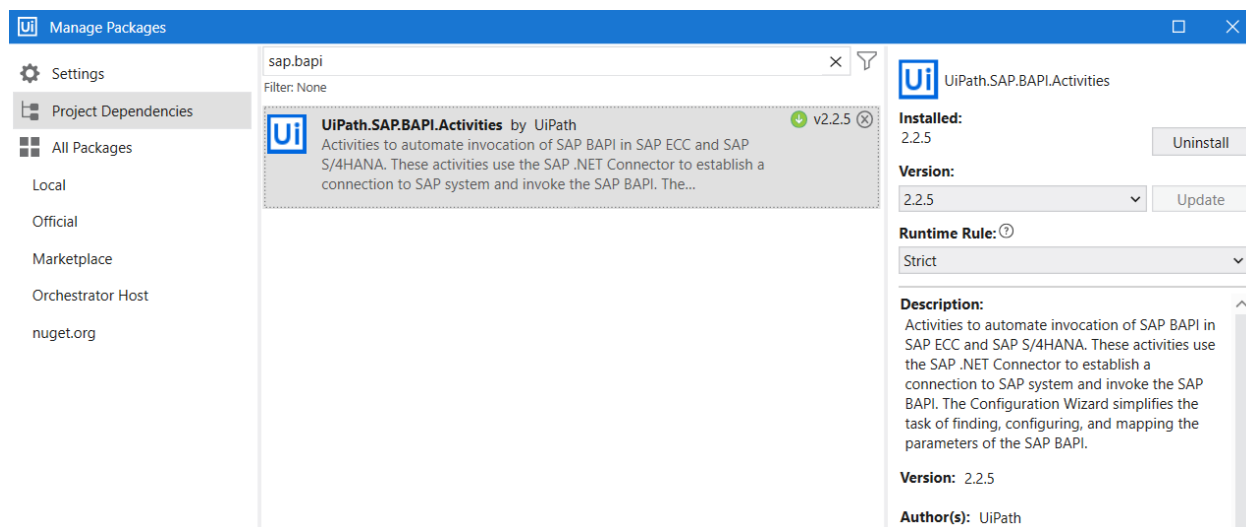 Ui Manage Packages
Settings
Project Dependencies
All Packages
Local
Official
Marketplace
Orchestrator Host
nuget.org
sap.bapi
Filter: None
Ui
UiPath.SAP.BAPI.Activities by UiPath
v2.2.5
Activities to automate invocation of SAP BAPI in SAP ECC and SAP
S/4HANA. These activities use the SAP .NET Connector to establish a
connection to SAP system and invoke the SAP BAPI. The...
Ui UiPath.SAP.BAPI.Activities
Installed:
2.2.5
Uninstall
Version:
2.2.5
Update
Runtime Rule: ?
Strict
Description:
Activities to automate invocation of SAP BAPI in
SAP ECC and SAP S/4HANA. These activities use
the SAP .NET Connector to establish a
connection to SAP system and invoke the SAP
BAPI. The Configuration Wizard simplifies the
task of finding, configuring, and mapping the
parameters of the SAP BAPI.
Version: 2.2.5
Author(s): UiPath